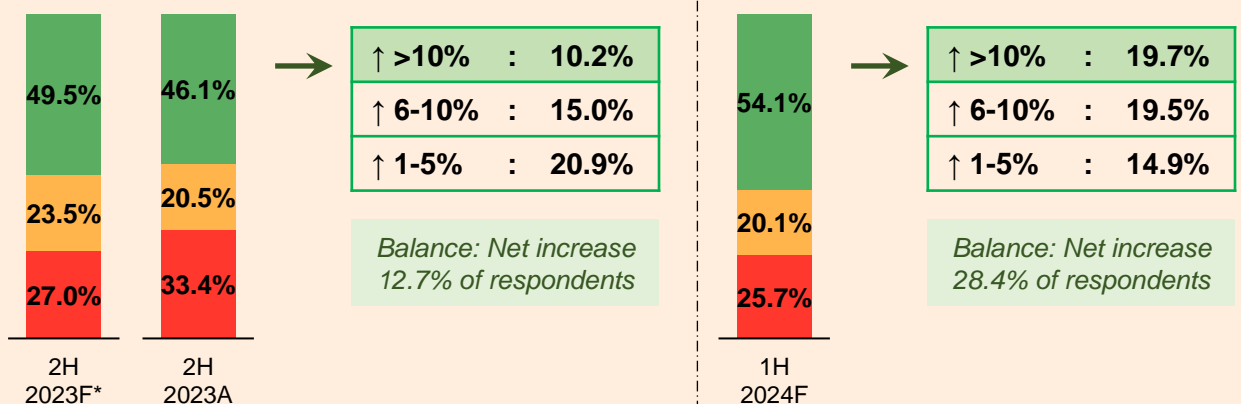 49.5%
23.5%
27.0%
2H
2023F*
46.1%
20.5%
33.4%
2H
2023A
↑ >10% : 10.2%
↑ 6-10% : 15.0%
↑ 1-5% : 20.9%
Balance: Net increase
12.7% of respondents
54.1%
20.1%
25.7%
1H
2024F
↑ >10% : 19.7%
↑ 6-10% : 19.5%
↑ 1-5% : 14.9%
Balance: Net increase
28.4% of respondents